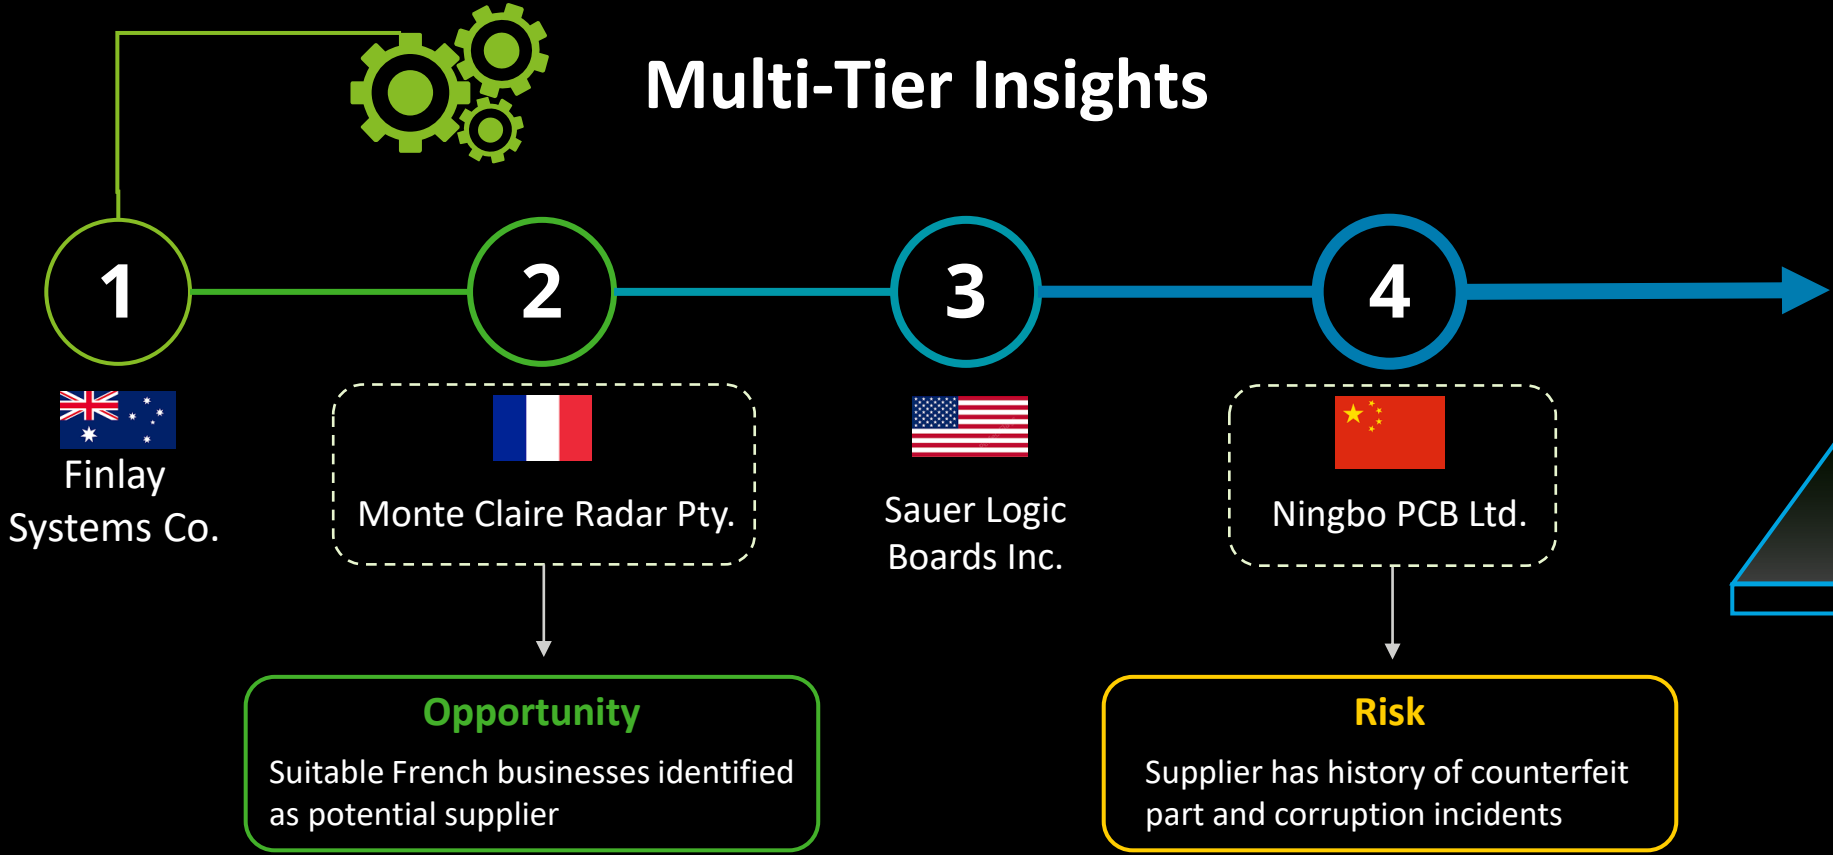 Multi-Tier Insights
1
2
3
4
Finlay
Systems Co.
Monte Claire Radar Pty.
Sauer Logic
Boards Inc.
Ningbo PCB Ltd.
Opportunity
Suitable French businesses identified
as potential supplier
Risk
Supplier has history of counterfeit
part and corruption incidents